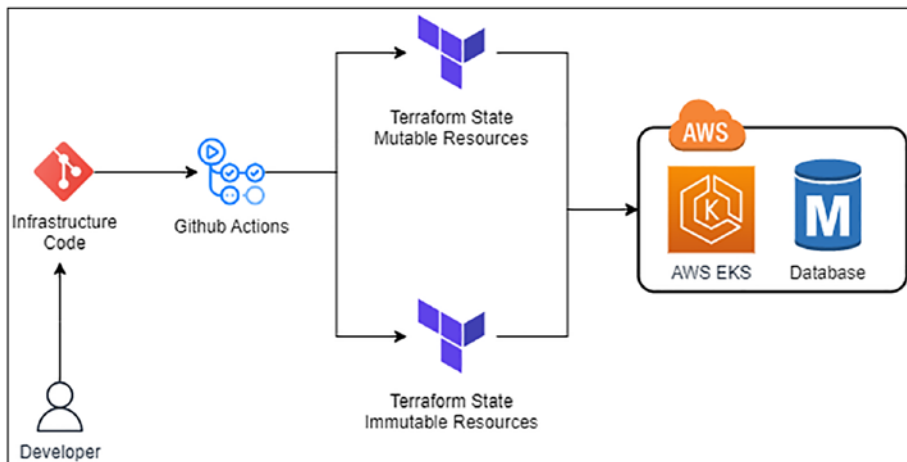 Terraform State
Mutable Resources
AWS
Infrastructure
Code
Github Actions
K
M
AWS EKS
Database
Terraform State
Immutable Resources
Developer